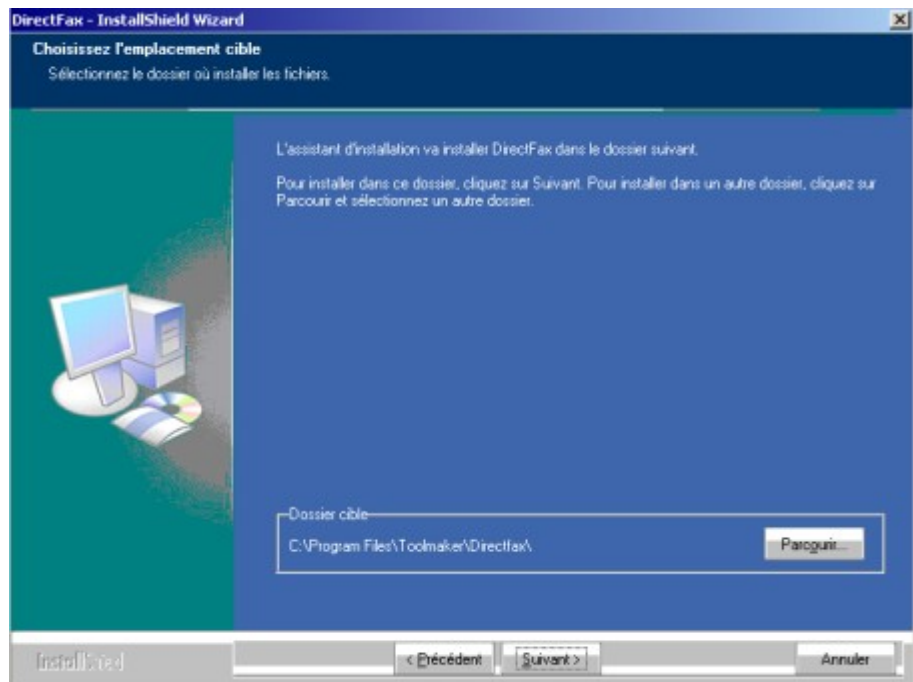 DirectFax - InstallShield Wizard
Choisissez l'emplacement cible
Sélectionnez le dossier où installer les fichiers.
L'assistant d'installation va installer DirectFax dans le dossier suivant.
Pour installer dans ce dossier, cliquez sur Suivant. Pour installer dans un autre dossier, cliquez sur
Parcourir et sélectionnez un autre dossier.
Dossier cible
C:\Program Files\Toolmaker\Directfax\
Parcourir...
InstallShield
< Précédent
Suivant >
Annuler